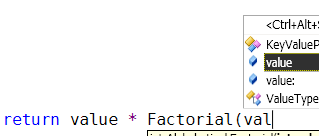 <Ctrl+Alt+
KeyValueP
value
value:
ValueType
return value * Factorial(val